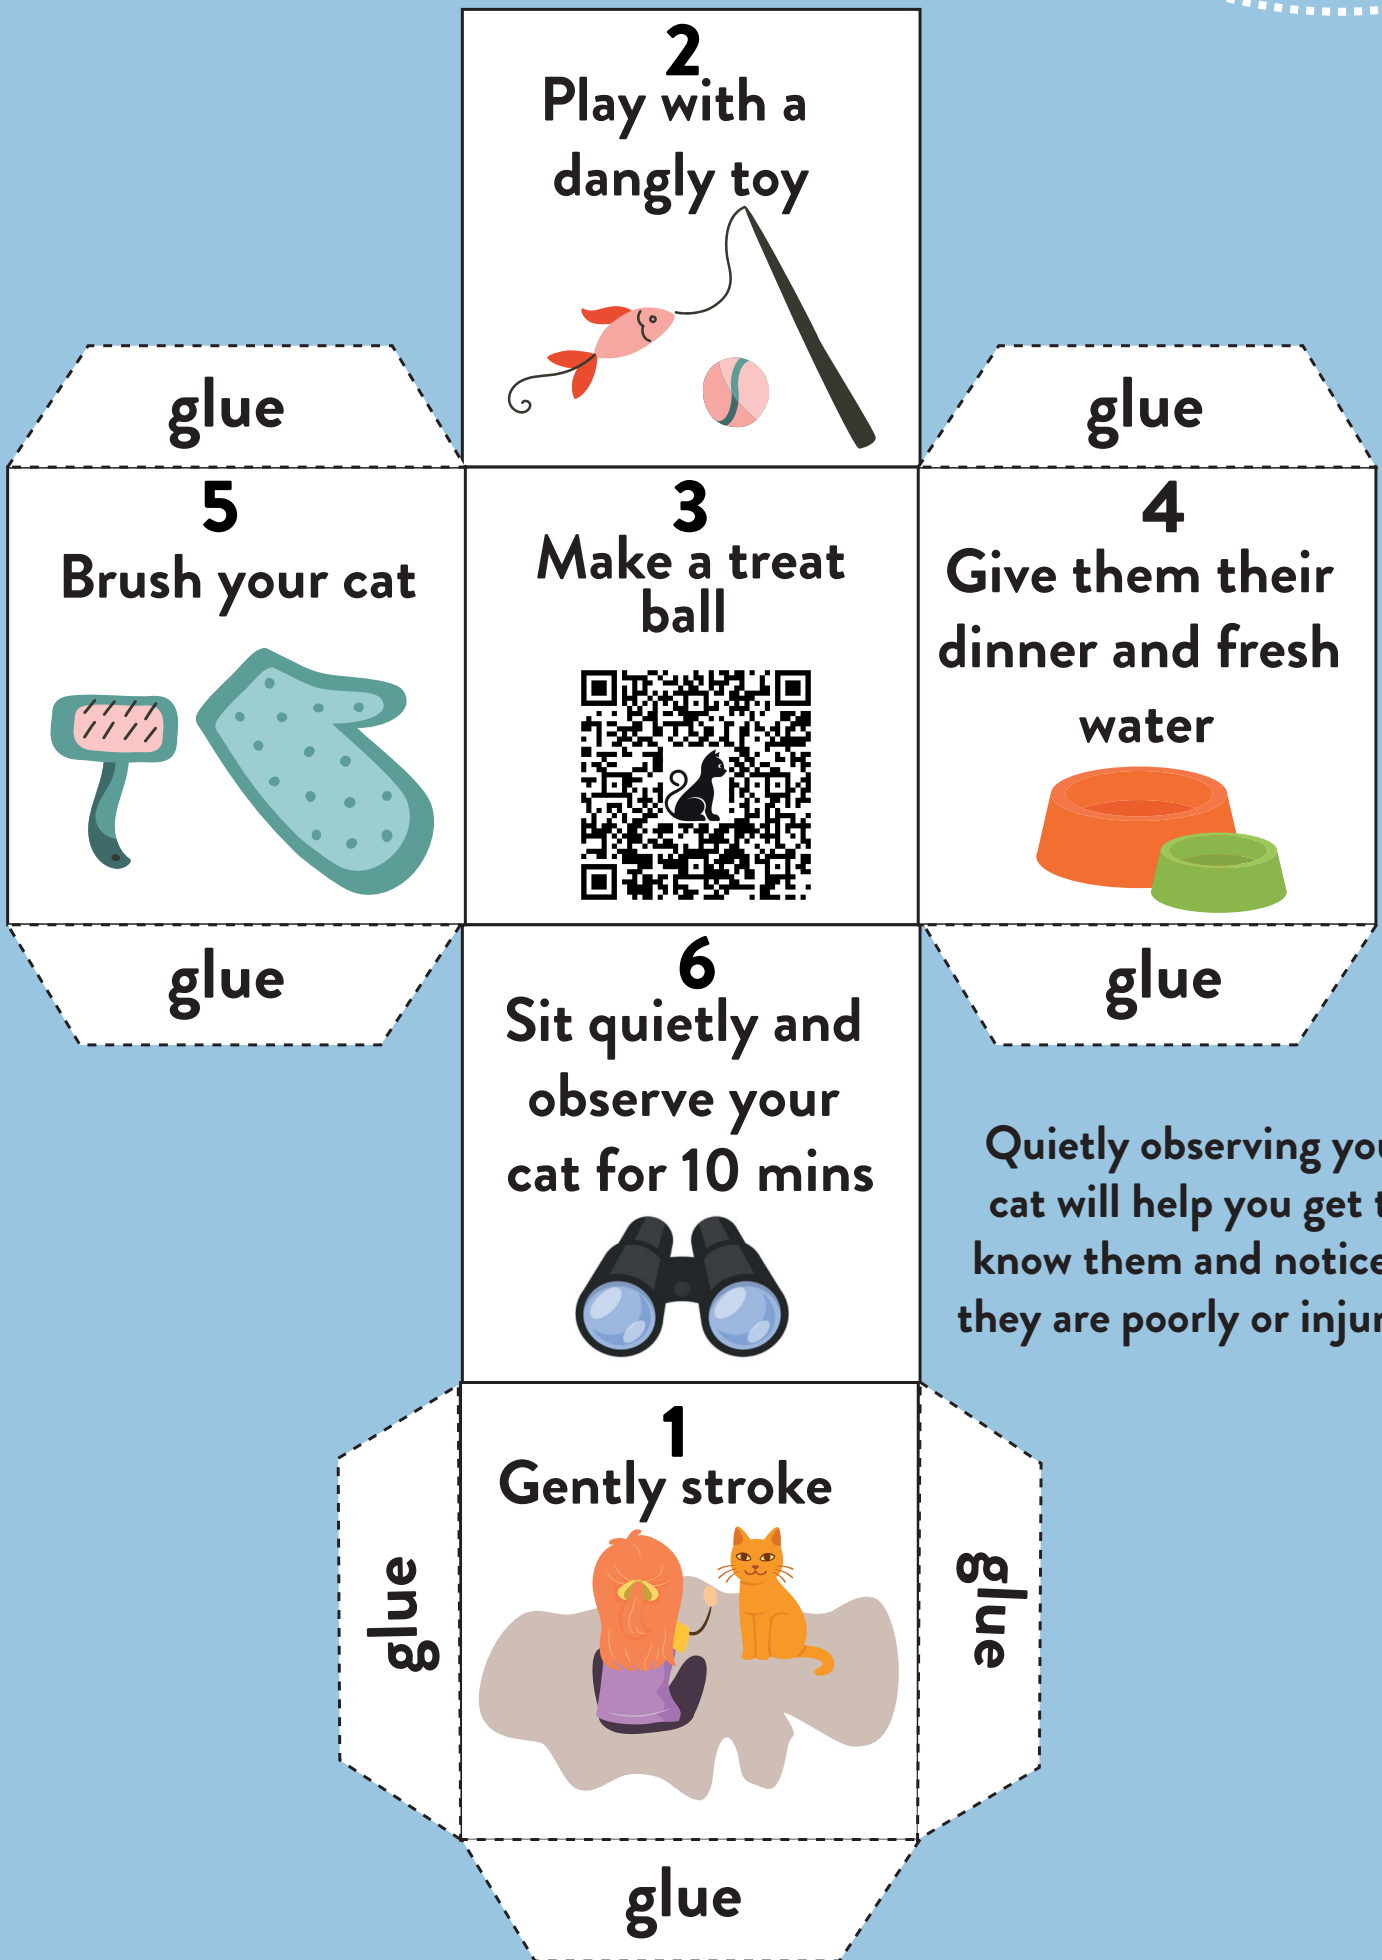 2
Play with a
dangly toy
glue
glue
5
Brush your cat
3
Make a treat
ball
4
Give them their
dinner and fresh
water
glue
glue
6
Sit quietly and
observe your
cat for 10 mins
Quietly observing
cat will help you get
know them and notice
they are poorly or
1
Gently stroke
glue
glue
glue